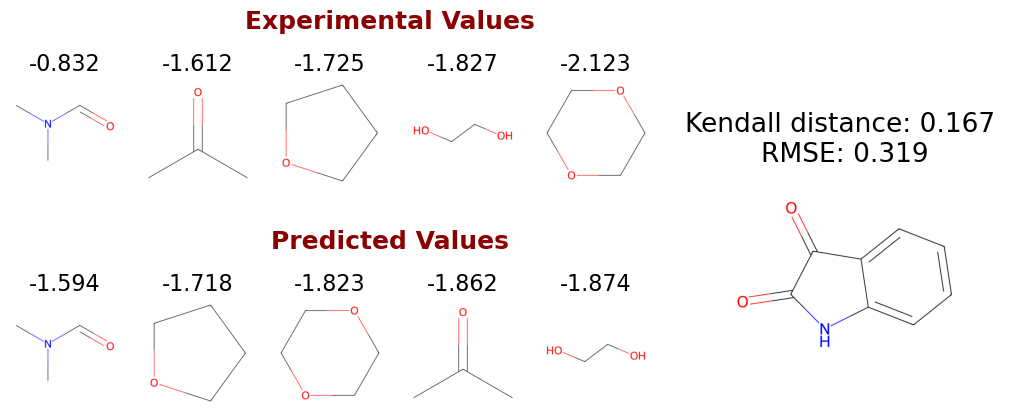 Experimental Values
-0.832 -1.612 -1.725 -1.827 -2.123
N O O O HO OH O O
Kendall distance: 0.167
RMSE: 0.319
Predicted Values
-1.594 -1.718 -1.823 -1.862 -1.874
N O O O O O HO OH
O O N H